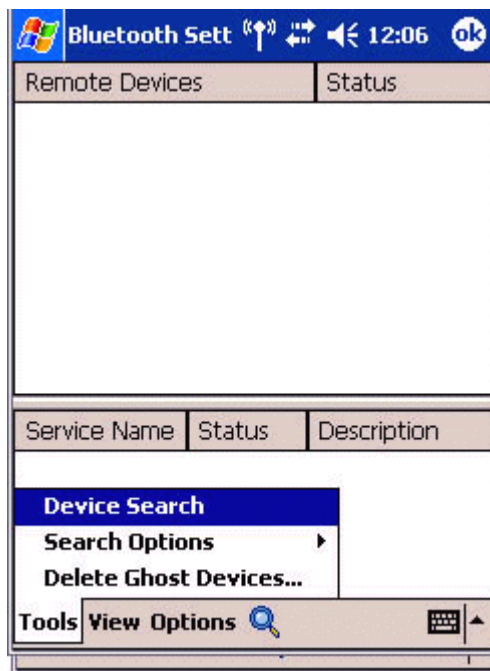 Bluetooth Sett 12:06 ok
Remote Devices Status
Service Name Status Description
Device Search
Search Options
Delete Ghost Devices...
Tools View Options